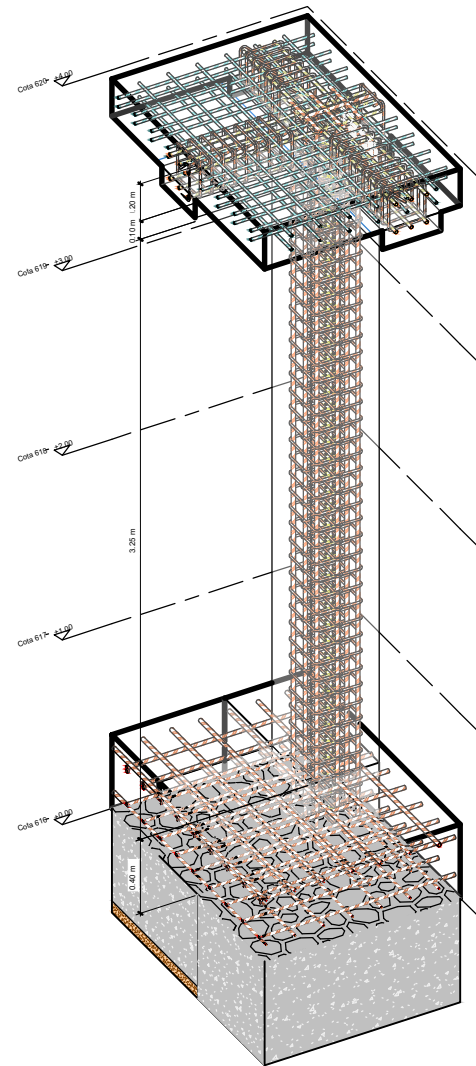 Cota 620 +4.00
0.20 m
0.10 m
Cota 619 +3.00
Cota 618 +2.00
3.25 m
Cota 617 +1.00
Cota 616 ±0.00
0.40 m